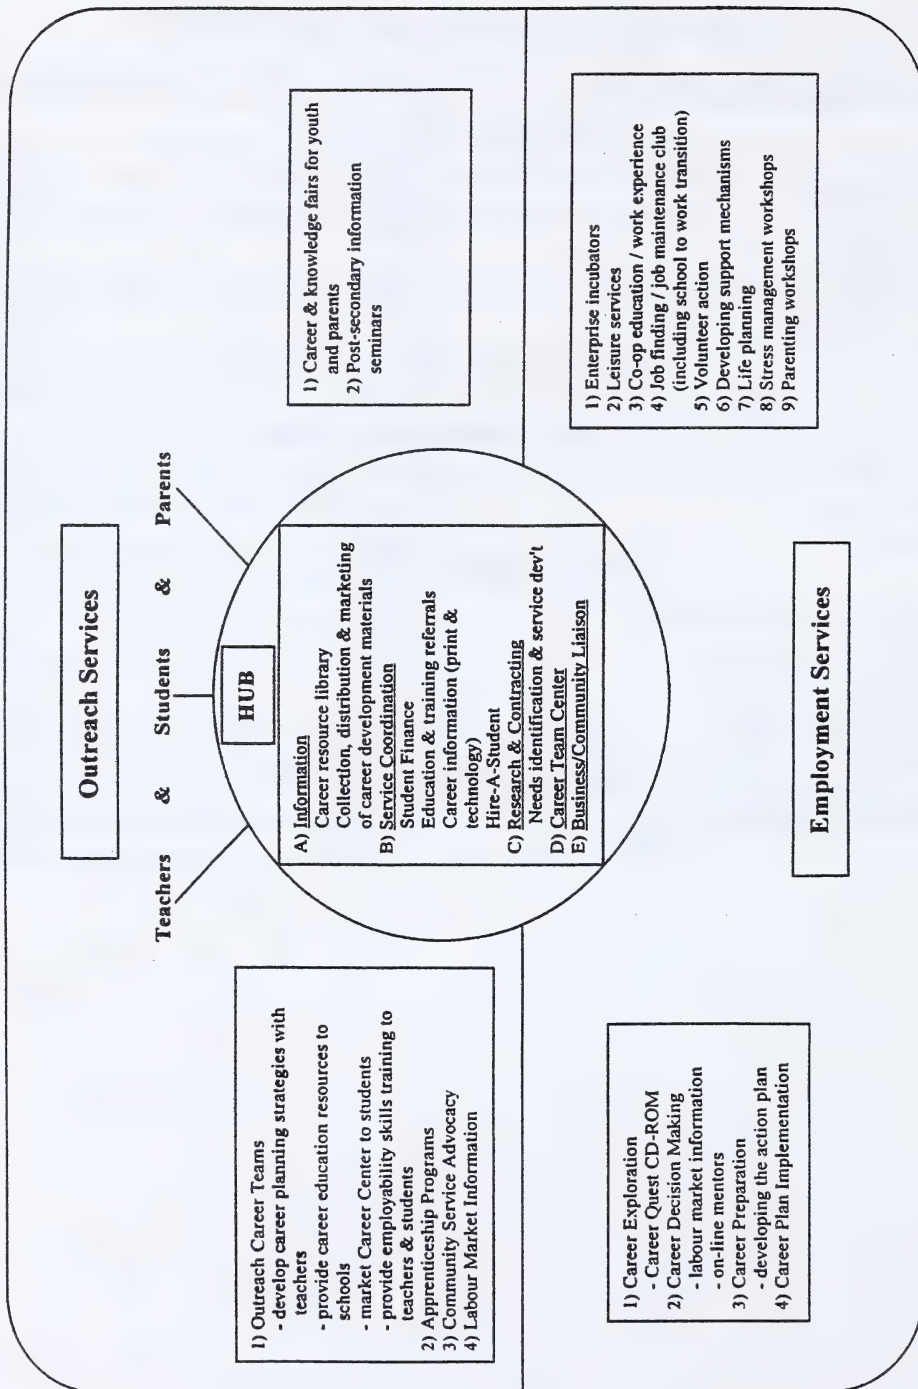 Outreach Services
Teachers & Students & Parents
1) Outreach Career Teams
- develop career planning strategies with
teachers
- provide career education resources to
schools
- market Career Center to students
- provide employability skills training to
teachers & students
2) Apprenticeship Programs
3) Community Service Advocacy
4) Labour Market Information
HUB
A) Information
Career resource library
Collection, distribution & marketing
of career development materials
B) Service Coordination
Student Finance
Education & training referrals
Career information (print &
technology)
Hire-A-Student
C) Research & Contracting
Needs identification & service dev't
D) Career Team Center
E) Business/Community Liaison
1) Career & knowledge fairs for youth
and parents
2) Post-secondary information
seminars
1) Career Exploration
- Career Quest CD-ROM
2) Career Decision Making
- labour market information
- on-line mentors
3) Career Preparation
- developing the action plan
4) Career Plan Implementation
Employment Services
1) Enterprise incubators
2) Leisure services
3) Co-op education / work experience
4) Job finding / job maintenance club
(including school to work transition)
5) Volunteer action
6) Developing support mechanisms
7) Life planning
8) Stress management workshops
9) Parenting workshops